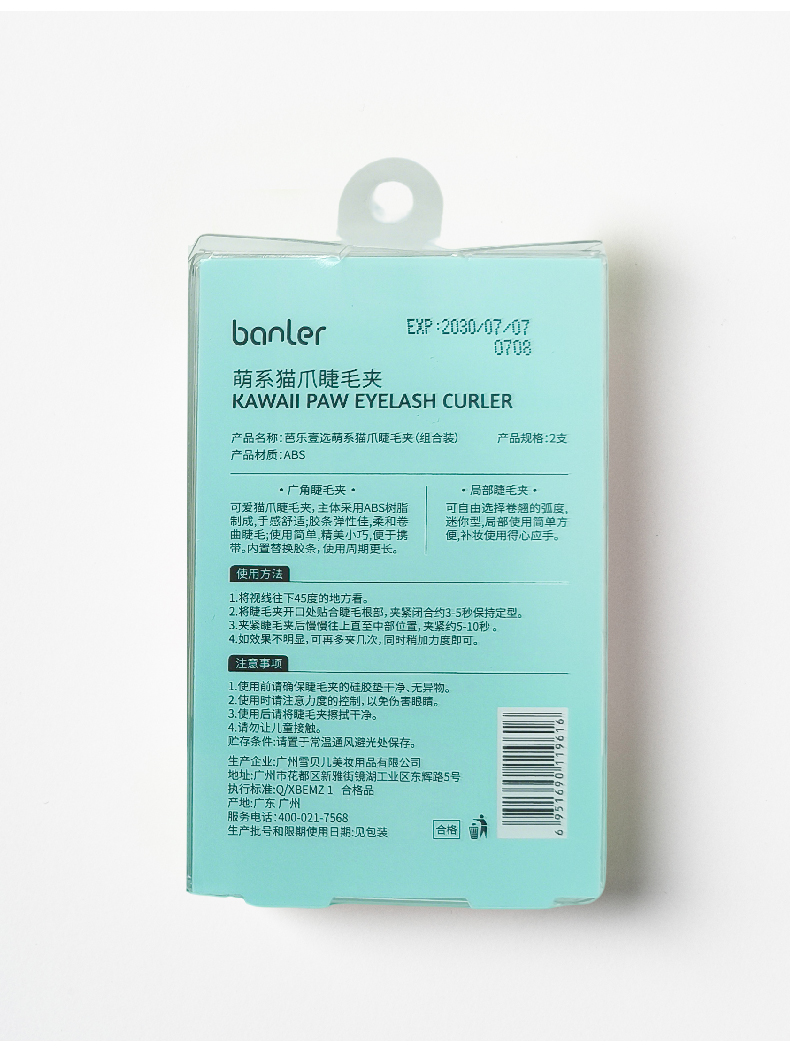 banler
EXP:2030/07/07
0708
萌系猫爪睫毛夹
KAWAII PAW EYELASH CURLER
产品名称:芭乐壹选萌系猫爪睫毛夹(组合装)
产品规格:2支
产品材质:ABS
·广角睫毛夹·
可爱猫爪睫毛夹,主体采用ABS树脂
制成,手感舒适;胶条弹性佳,柔和卷
曲睫毛;使用简单,精美小巧,便于携
带。内置替换胶条,使用周期更长。
·局部睫毛夹·
可自由选择卷翘的弧度,
迷你型,局部使用简单方
便,补妆使用得心应手。
使用方法
1.将视线往下45度的地方看。
2.将睫毛夹开口处贴合睫毛根部,夹紧闭合约3-5秒保持定型。
3.夹紧睫毛夹后慢慢往上直至中部位置,夹紧约5-10秒。
4.如效果不明显,可再多夹几次,同时稍加力度即可。
注意事项
1.使用前请确保睫毛夹的硅胶垫干净、无异物。
2.使用时请注意力度的控制,以免伤害眼睛。
3.使用后请将睫毛夹擦拭干净。
4.请勿让儿童接触。
贮存条件:请置于常温通风避光处保存。
生产企业:广州雪贝儿美妆用品有限公司
地址:广州市花都区新雅街镜湖工业区东辉路5号
执行标准:Q/XBEMZ 1 合格品
产地:广东 广州
服务电话:400-021-7568
生产批号和限期使用日期:见包装
合格
6 951690 119616